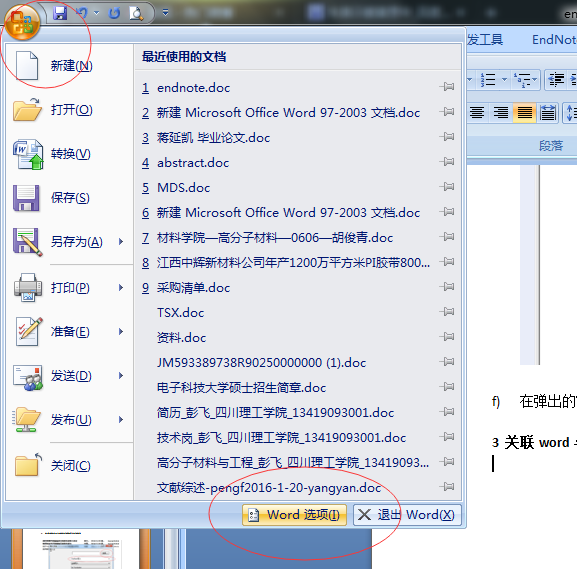 en
发工具 EndNote
段落
新建(N)
打开(O)
转换(V)
保存(S)
另存为(A)
打印(P)
准备(E)
发送(D)
发布(U)
关闭(C)
最近使用的文档
1 endnote.doc
2 新建 Microsoft Office Word 97-2003 文档.doc
3 蒋延凯 毕业论文.doc
4 abstract.doc
5 MDS.doc
6 新建 Microsoft Office Word 97-2003 文档.doc
7 材料学院—高分子材料—0606—胡俊青.doc
8 江西中辉新材料公司年产1200万平方米PI胶带800...
9 采购清单.doc
TSX.doc
资料.doc
JM593389738R90250000000 (1).doc
电子科技大学硕士招生简章.doc
简历_彭飞_四川理工学院_13419093001.doc
技术岗_彭飞_四川理工学院_13419093001.doc
高分子材料与工程_彭飞_四川理工学院_13419093...
文献综述-pengf2016-1-20-yangyan.doc
Word 选项(I)
退出 Word(X)
f) 在弹出的
3 关联 word